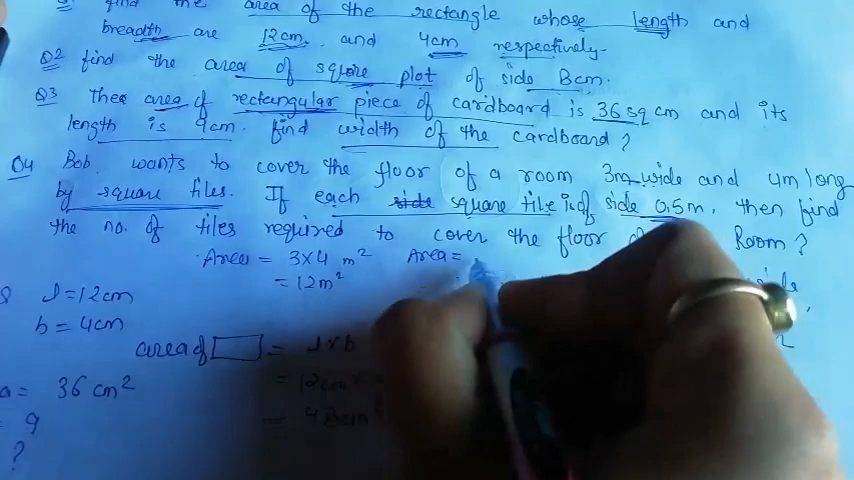 find the area of the rectangle whose length and
breadth are 12cm and 4cm respectively.
Q2 find the area of square plot of side 8cm.
Q3 The area of rectangular piece of cardboard is 36 sq cm and its
length is 9cm. find width of the cardboard?
Q4 Bob wants to cover the floor of a room 3m wide and 4m long
by square tiles. If each square tile is of side 0.5m, then find
the no. of tiles required to cover the floor Room?
Area = 3×4 m² Area =
= 12m²
l = 12cm
b = 4cm
area of = l×b
a = 36 cm²
= 12cm
= 9
= 48cm²
?